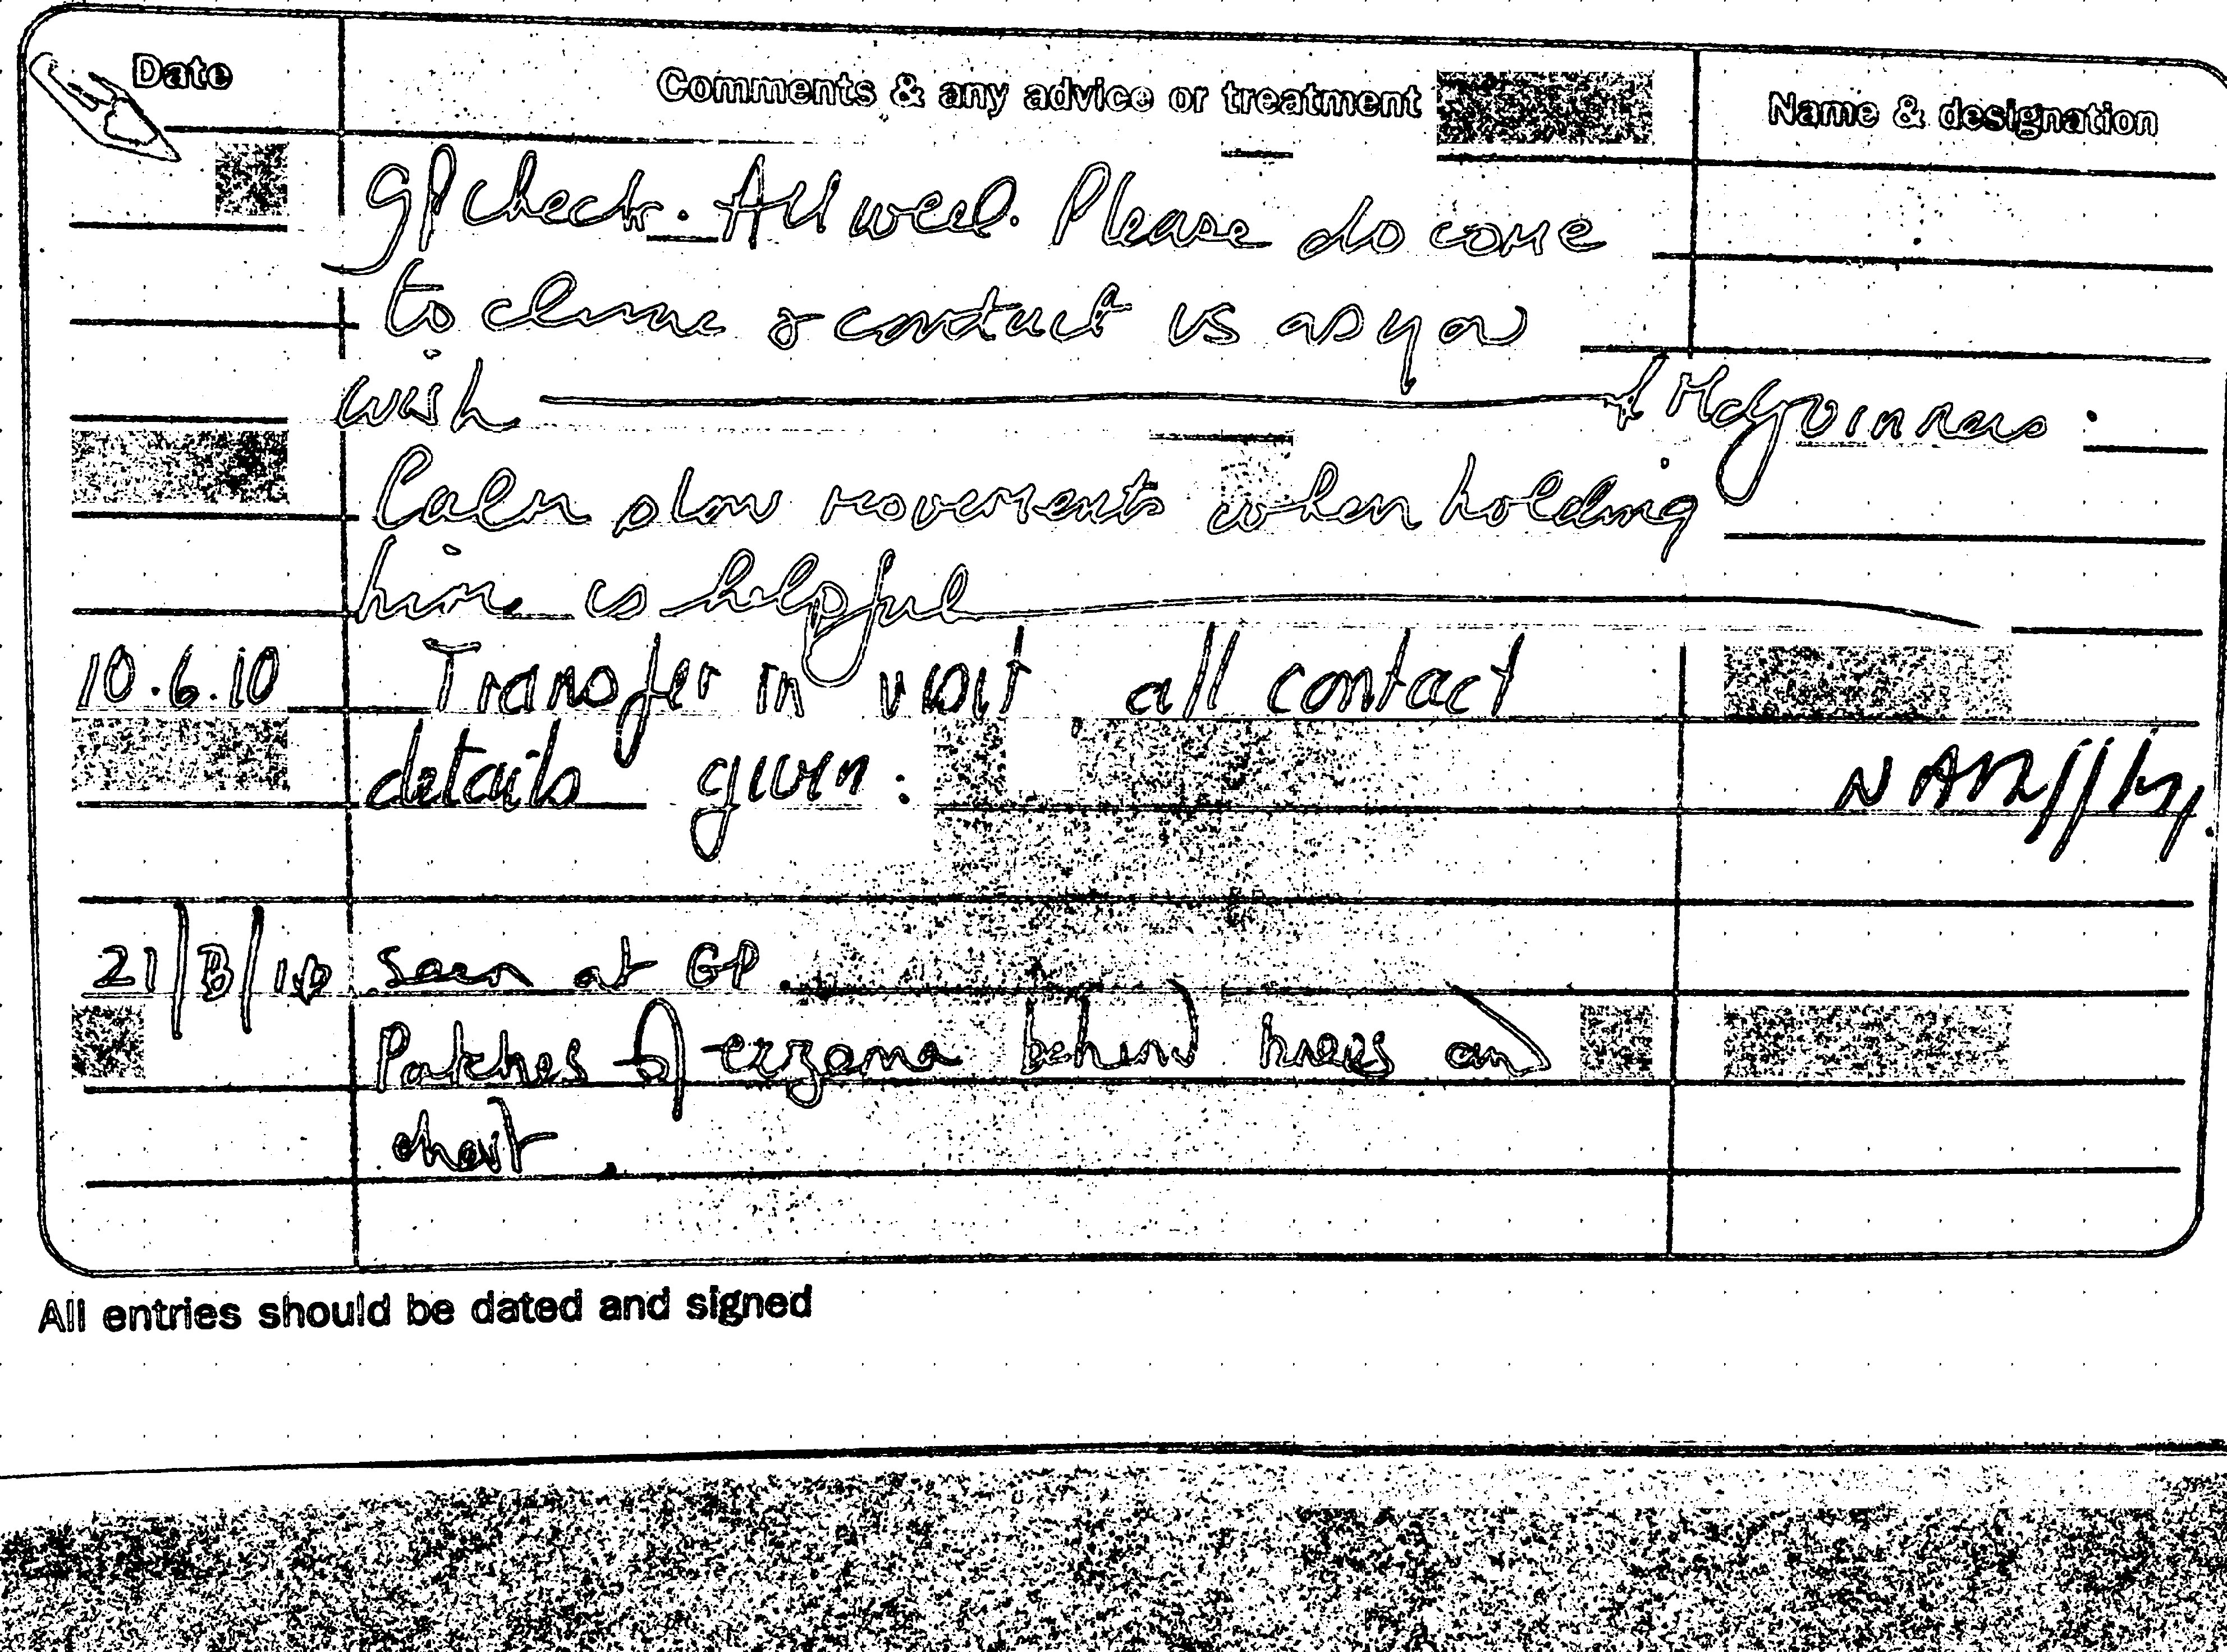 Date Comments & any advice or treatment Name & designation
GP check. All well. Please do come
to clinic & contact us as you
wish
Calm slow movements when holding
him is helpful
10.6.10 Transfer in visit all contact
details given.
21/ /10 seen at GP.
Patches of eczema behind knees and
chest.
All entries should be dated and signed